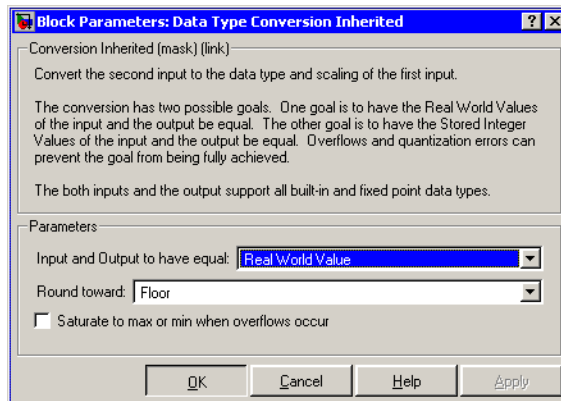 Block Parameters: Data Type Conversion Inherited
Conversion Inherited (mask) (link)
Convert the second input to the data type and scaling of the first input.
The conversion has two possible goals. One goal is to have the Real World Values
of the input and the output be equal. The other goal is to have the Stored Integer
Values of the input and the output be equal. Overflows and quantization errors can
prevent the goal from being fully achieved.
The both inputs and the output support all built-in and fixed point data types.
Parameters
Input and Output to have equal: Real World Value
Round toward: Floor
Saturate to max or min when overflows occur
OK Cancel Help Apply